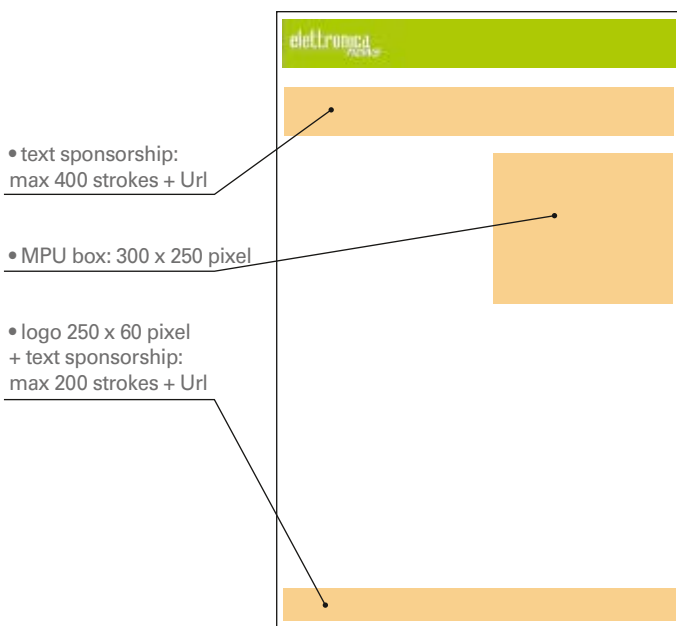 elettronica
news
• text sponsorship:
max 400 strokes + Url
• MPU box: 300 x 250 pixel
• logo 250 x 60 pixel
+ text sponsorship:
max 200 strokes + Url